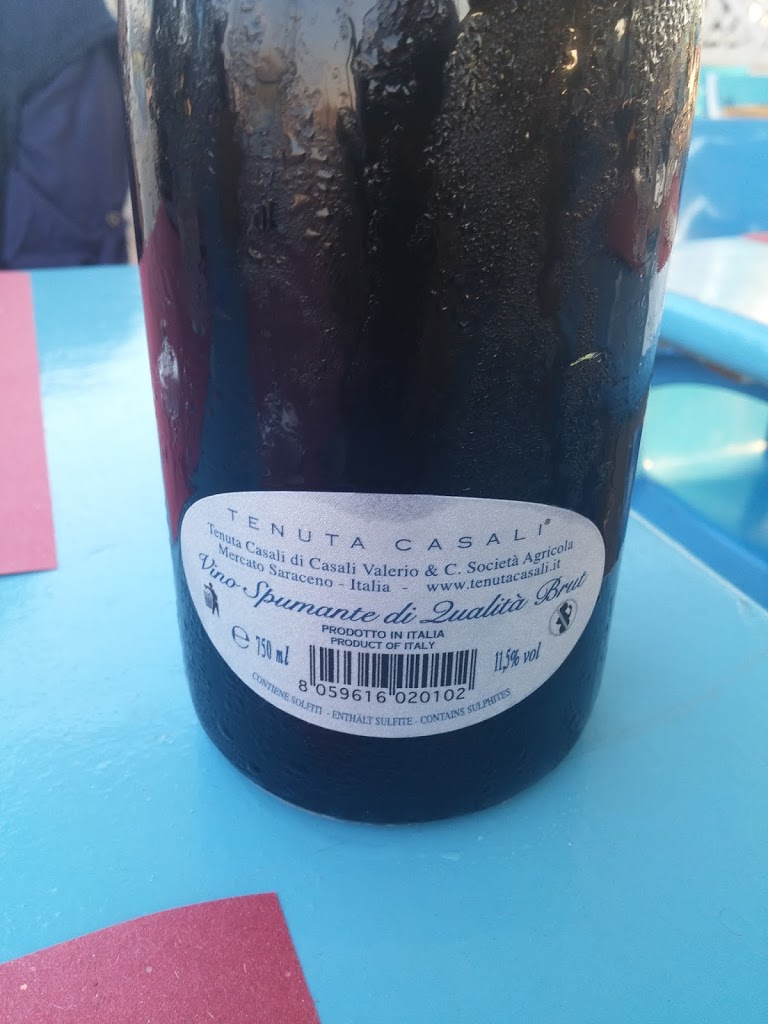 TENUTA CASALI®
Tenuta Casali di Casali Valerio & C. Società Agricola
Mercato Saraceno - Italia - www.tenutacasali.it
Vino Spumante di Qualità Brut
PRODOTTO IN ITALIA
PRODUCT OF ITALY
e 750 ml
11,5% vol
8 059616 020102
CONTIENE SOLFITI - ENTHÄLT SULFITE - CONTAINS SULPHITES